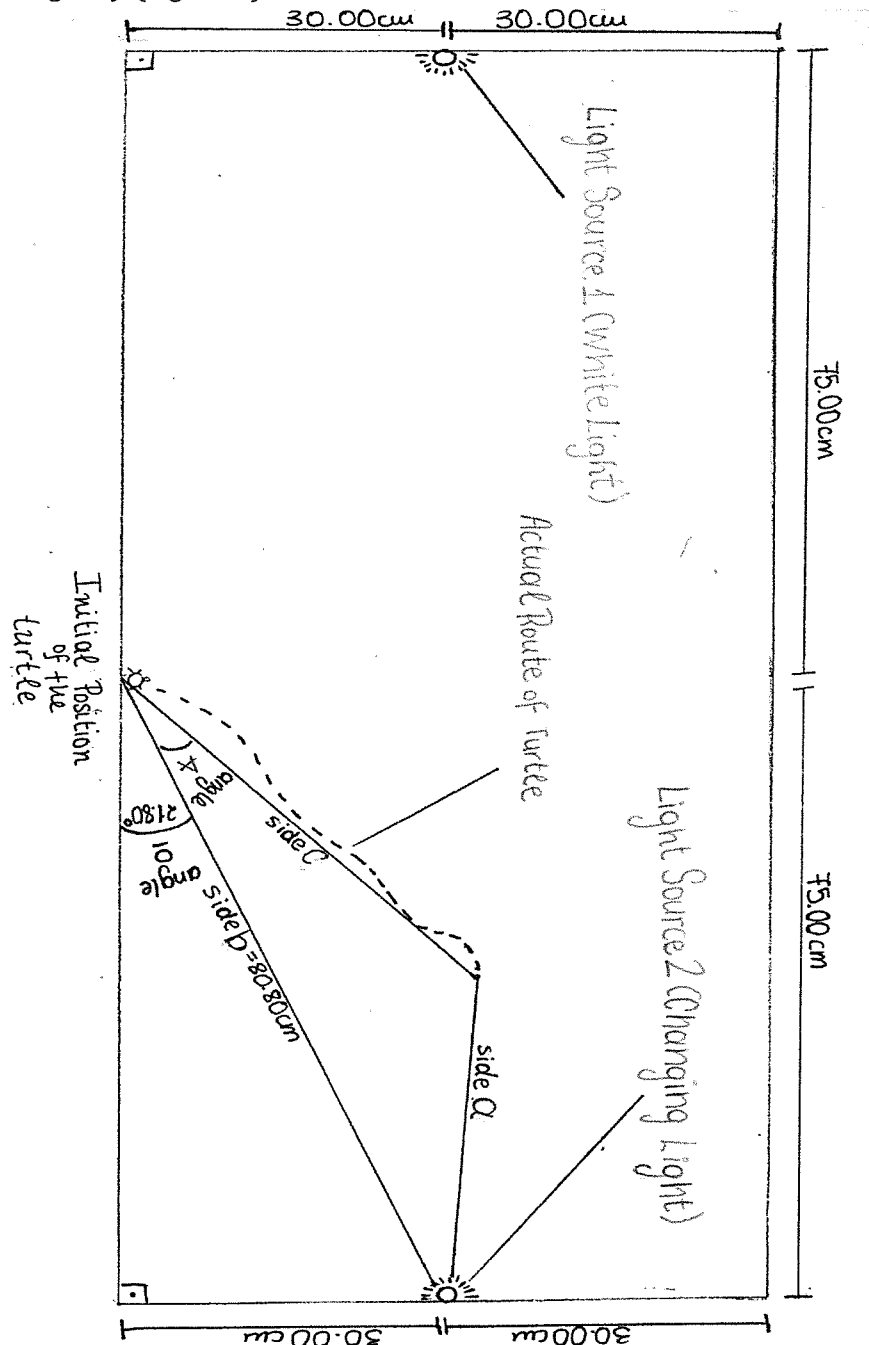 30.00cm
30.00cm
Light Source 1 (White Light)
75.00cm
Actual Route of Turtle
Initial Position
of the
turtle
angle A
side C
21.80°
angle 10
side b=80.80cm
side a
Light Source 2 (Changing Light)
75.00cm
30.00cm
30.00cm